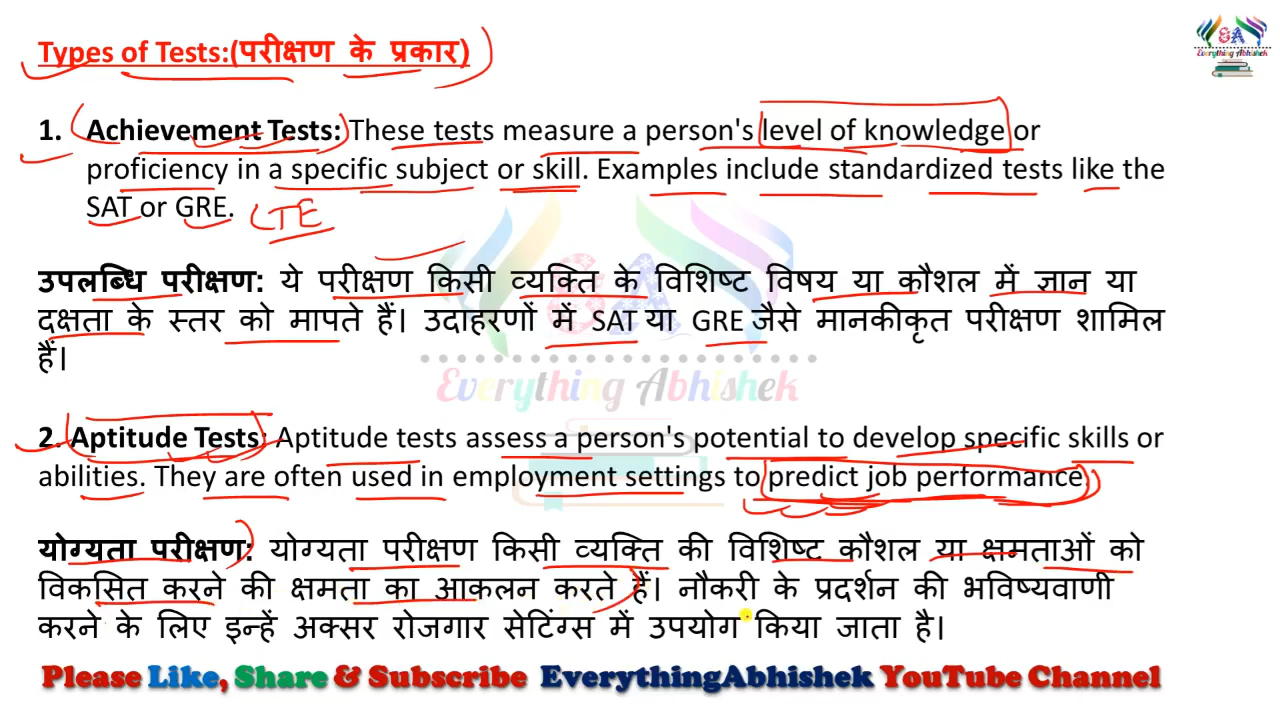 Types of Tests:(परीक्षण के प्रकार)
&A
Everything Abhishek
1. Achievement Tests: These tests measure a person's level of knowledge or
proficiency in a specific subject or skill. Examples include standardized tests like the
SAT or GRE. LTE
उपलब्धि परीक्षण: ये परीक्षण किसी व्यक्ति के विशिष्ट विषय या कौशल में ज्ञान या
दक्षता के स्तर को मापते हैं। उदाहरणों में SAT या GRE जैसे मानकीकृत परीक्षण शामिल
हैं।
&A
Everything Abhishek
2. Aptitude Tests: Aptitude tests assess a person's potential to develop specific skills or
abilities. They are often used in employment settings to predict job performance.
योग्यता परीक्षण: योग्यता परीक्षण किसी व्यक्ति की विशिष्ट कौशल या क्षमताओं को
विकसित करने की क्षमता का आकलन करते हैं। नौकरी के प्रदर्शन की भविष्यवाणी
करने के लिए इन्हें अक्सर रोजगार सेटिंग्स में उपयोग किया जाता है।
Please Like, Share & Subscribe EverythingAbhishek YouTube Channel